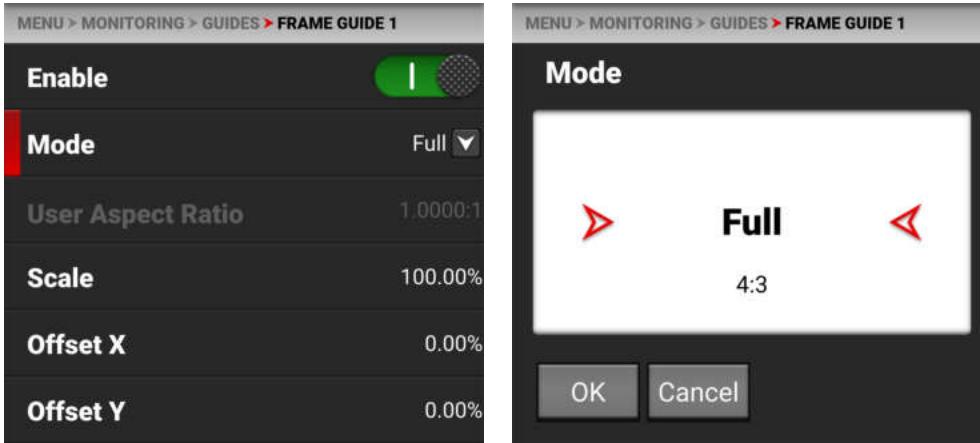 MENU > MONITORING > GUIDES > FRAME GUIDE 1
Enable
Mode Full
User Aspect Ratio 1.0000:1
Scale 100.00%
Offset X 0.00%
Offset Y 0.00%
MENU > MONITORING > GUIDES > FRAME GUIDE 1
Mode
Full
4:3
OK Cancel